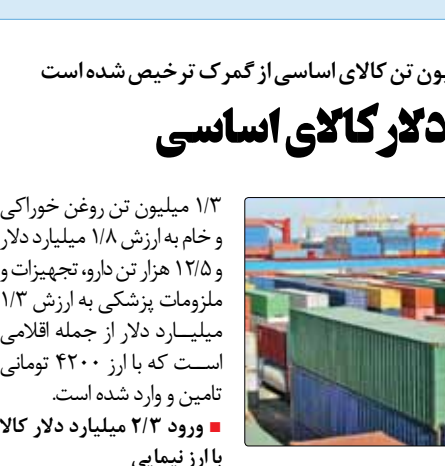 تن کالای اساسی از گمرک ترخیص شده است
دلار کالای اساسی
۱/۳ میلیون تن روغن خوراکی
و خام به ارزش ۱/۸ میلیارد دلار
و ۱۲/۵ هزار تن دارو، تجهیزات و
ملزومات پزشکی به ارزش ۱/۳
میلیارد دلار از جمله اقلامی
است که با ارز ۴۲۰۰ تومانی
تامین و وارد شده است.
■ ورود ۲/۳ میلیارد دلار کالا
با ارز نیمایی